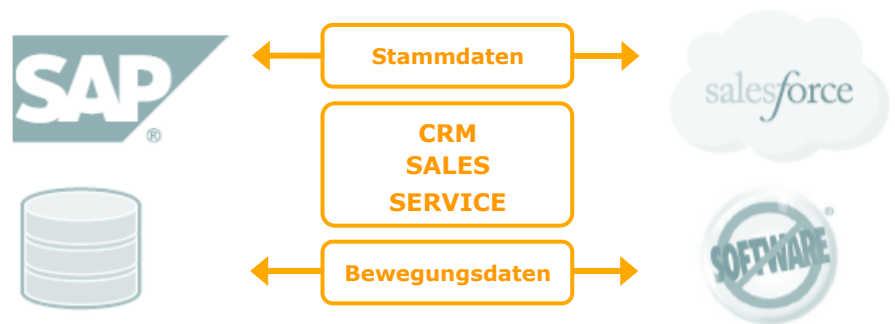 SAP
®
Stammdaten
salesforce
CRM
SALES
SERVICE
Bewegungsdaten
SOFTWARE
®